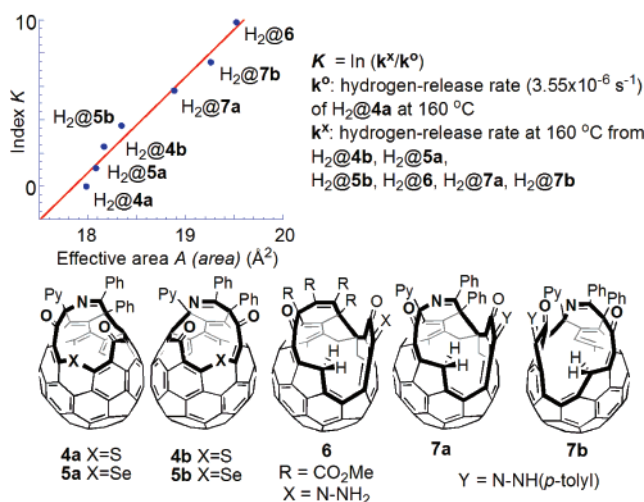 10
Index K
0
H₂@6
H₂@7b
H₂@7a
H₂@5b
H₂@4b
H₂@5a
H₂@4a
18 19 20
Effective area A (area) (Å²)
K = ln (kˣ/kᵒ)
kᵒ: hydrogen-release rate (3.55x10⁻⁶ s⁻¹)
of H₂@4a at 160 °C
kˣ: hydrogen-release rate at 160 °C from
H₂@4b, H₂@5a,
H₂@5b, H₂@6, H₂@7a, H₂@7b
Py N Ph Ph O O X
Py N Ph Ph O O X
R R R R O O X H H
Py N Ph Ph O O Y H H
Py N Ph Ph O O Y H H
4a X=S
5a X=Se
4b X=S
5b X=Se
6
R = CO₂Me
X = N-NH₂
7a
7b
Y = N-NH(p-tolyl)